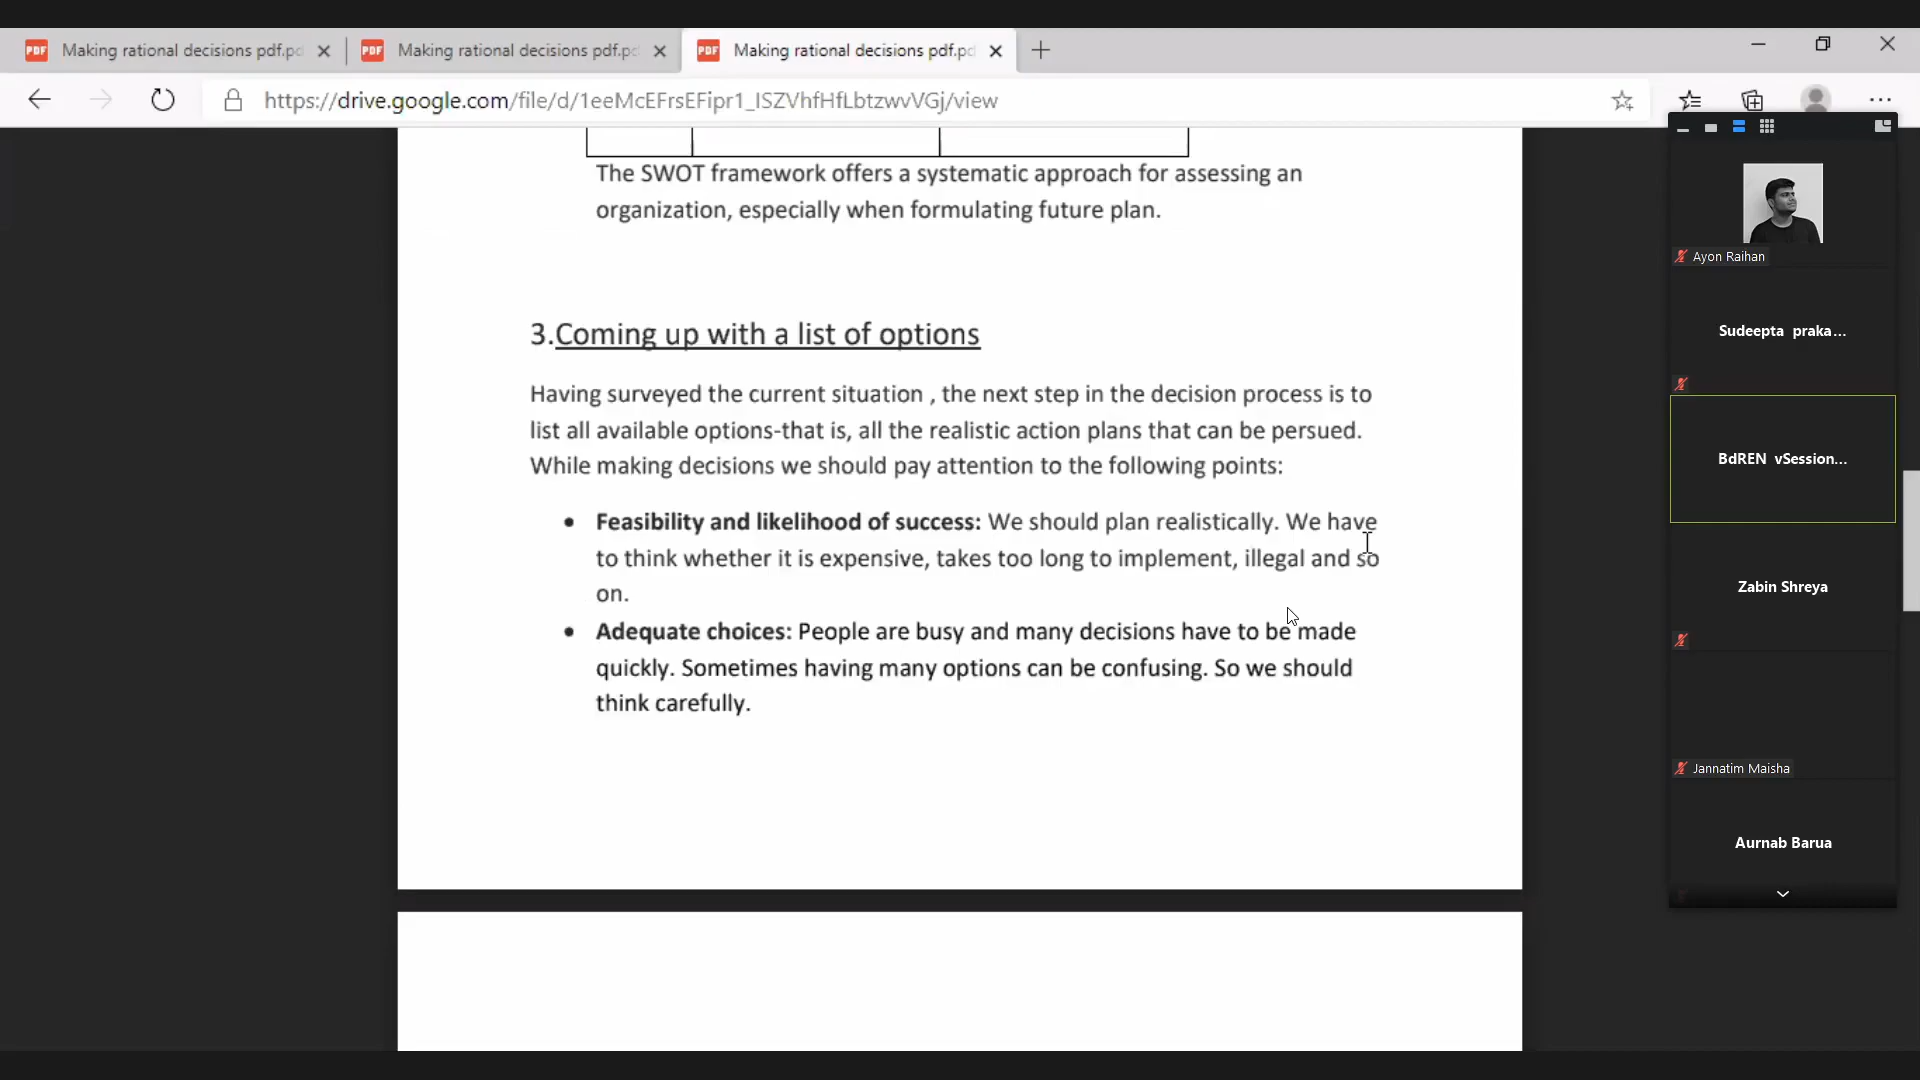 Making rational decisions pdf.pd
Making rational decisions pdf.pd
Making rational decisions pdf.pd
https://drive.google.com/file/d/1eeMcEFrsEFipr1_ISZVhfHfLbtzwvVGj/view
The SWOT framework offers a systematic approach for assessing an
organization, especially when formulating future plan.
3.Coming up with a list of options
Having surveyed the current situation , the next step in the decision process is to
list all available options-that is, all the realistic action plans that can be persued.
While making decisions we should pay attention to the following points:
• Feasibility and likelihood of success: We should plan realistically. We have
to think whether it is expensive, takes too long to implement, illegal and so
on.
• Adequate choices: People are busy and many decisions have to be made
quickly. Sometimes having many options can be confusing. So we should
think carefully.
Ayon Raihan
Sudeepta praka...
BdREN vSession...
Zabin Shreya
Jannatim Maisha
Aurnab Barua